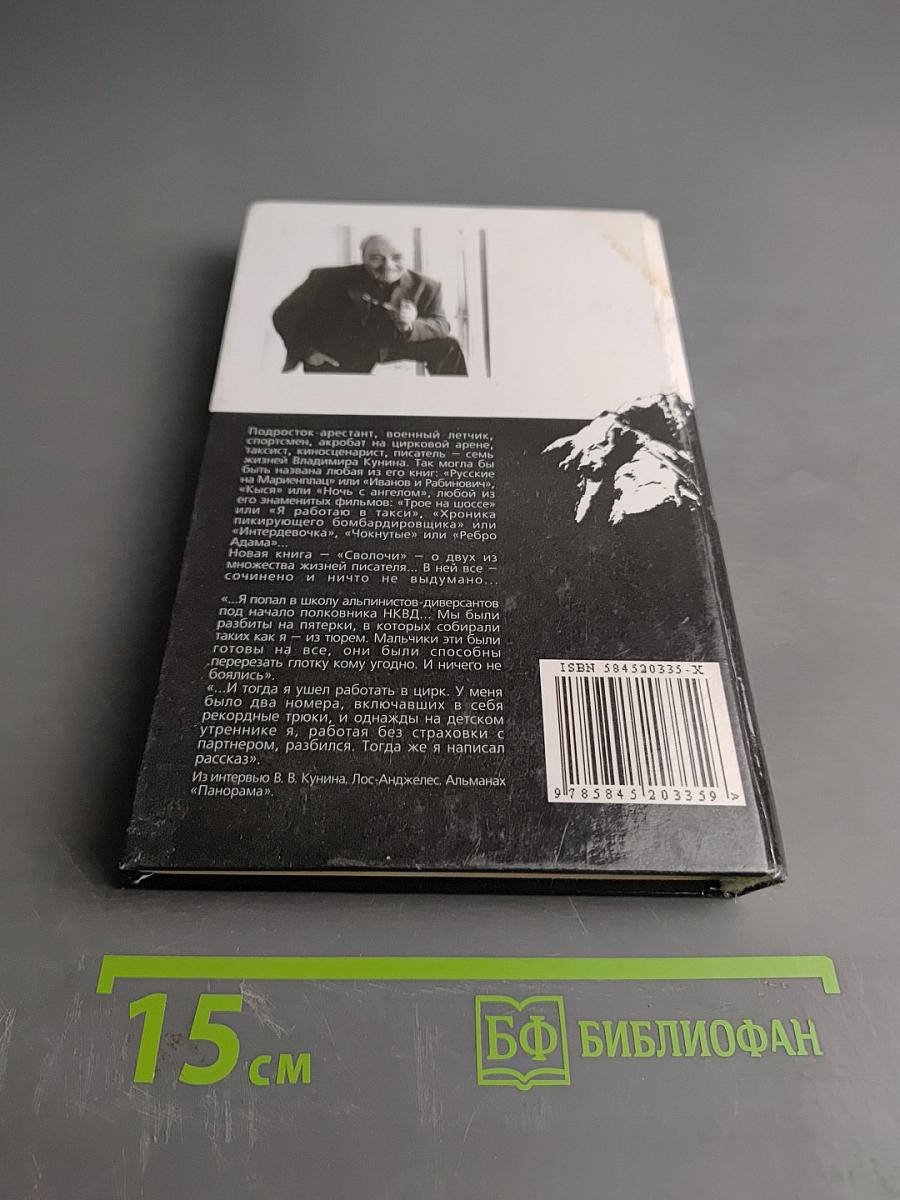 Подросток-арестант, военный летчик,
спортсмен, акробат на цирковой арене,
таксист, киносценарист, писатель – семь
жизней Владимира Кунина. Так могла бы
быть названа любая из его книг: «Русские
на Мариенплац» или «Иванов и Рабинович»,
«Кыся» или «Ночь с ангелом», любой из
его знаменитых фильмов: «Трое на шоссе»
или «Я работаю в такси», «Хроника
пикирующего бомбардировщика» или
«Интердевочка», «Чокнутые» или «Ребро
Адама»...
Новая книга – «Сволочи» – о двух из
множества жизней писателя... В ней все –
сочинено и ничто не выдумано...
«...Я попал в школу альпинистов-диверсантов
под начало полковника НКВД... Мы были
разбиты на пятерки, в которых собирали
таких как я – из тюрем. Мальчики эти были
готовы на все, они были способны
перерезать глотку кому угодно. И ничего не
боялись».
«...И тогда я ушел работать в цирк. У меня
было два номера, включавших в себя
рекордные трюки, и однажды на детском
утреннике я, работая без страховки с
партнером, разбился. Тогда же я написал
рассказ».
Из интервью В. В. Кунина. Лос-Анджелес. Альманах
«Панорама».
ISBN 584520335-X
9 785845 203359 >
15 см
БФ БИБЛИОФАН